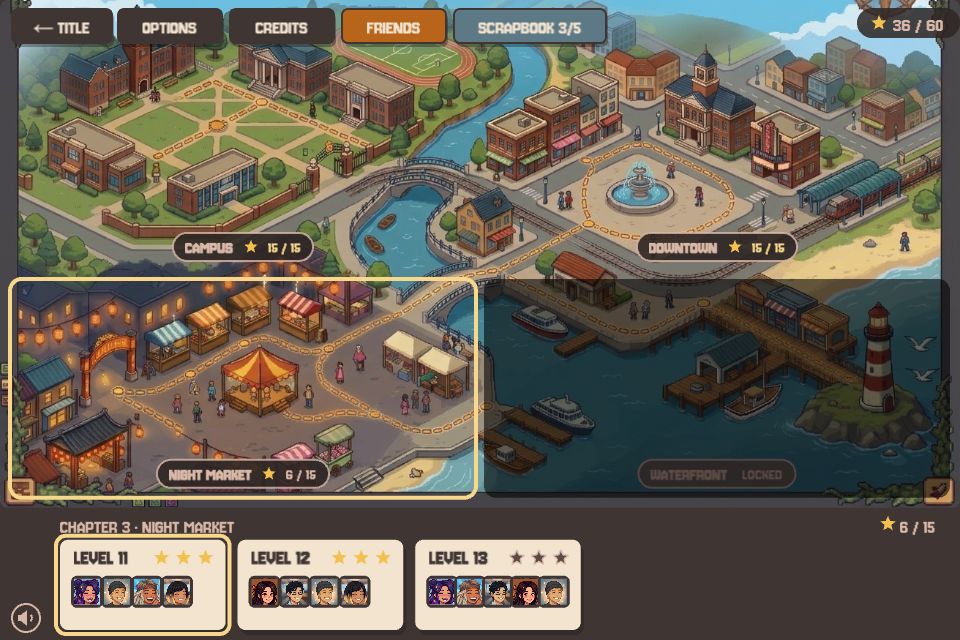 ← TITLE
OPTIONS
CREDITS
FRIENDS
SCRAPBOOK 3/5
36 / 60
CAMPUS 15 / 15
DOWNTOWN 15 / 15
NIGHT MARKET 6 / 15
WATERFRONT LOCKED
CHAPTER 3 · NIGHT MARKET
6 / 15
LEVEL 11
LEVEL 12
LEVEL 13